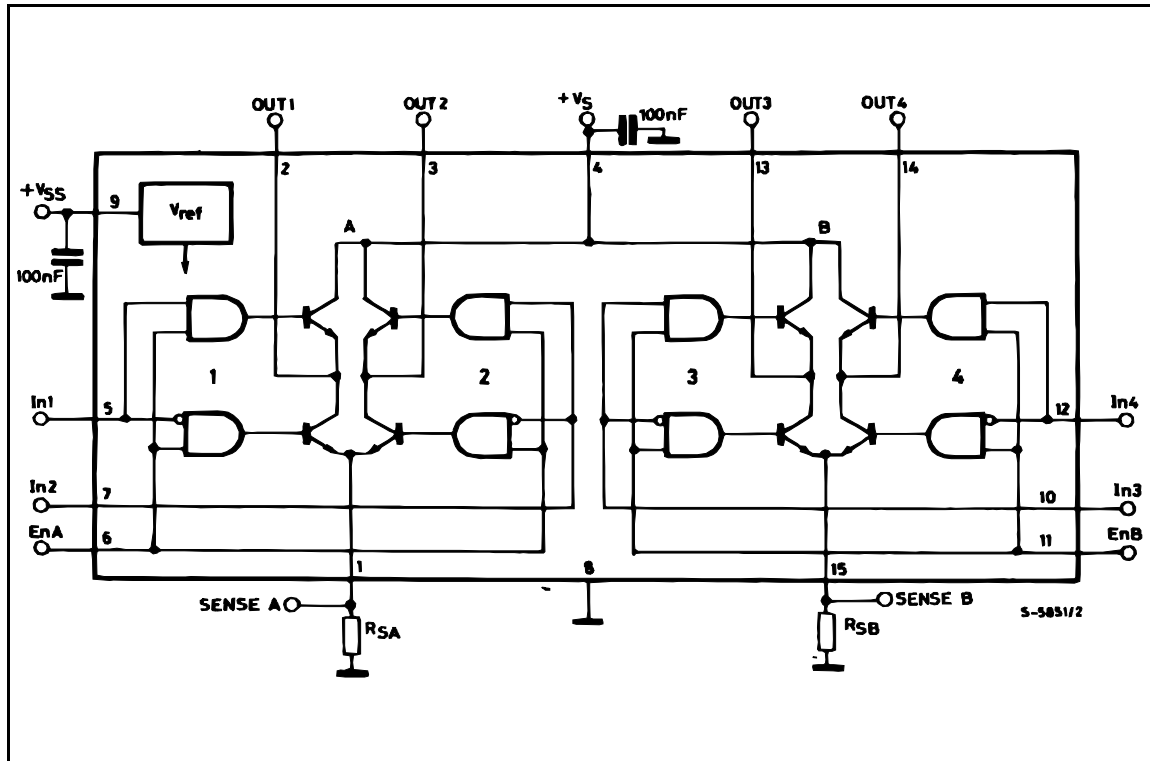 OUT1 OUT2 +VS 100nF OUT3 OUT4
2 3 4 13 14
+VSS 9 Vref
A B
100nF
1 2 3 4
In1 5 12 In4
In2 7 10 In3
EnA 6 11 EnB
1 8 15
SENSE A SENSE B
S-5851/2
RSA RSB